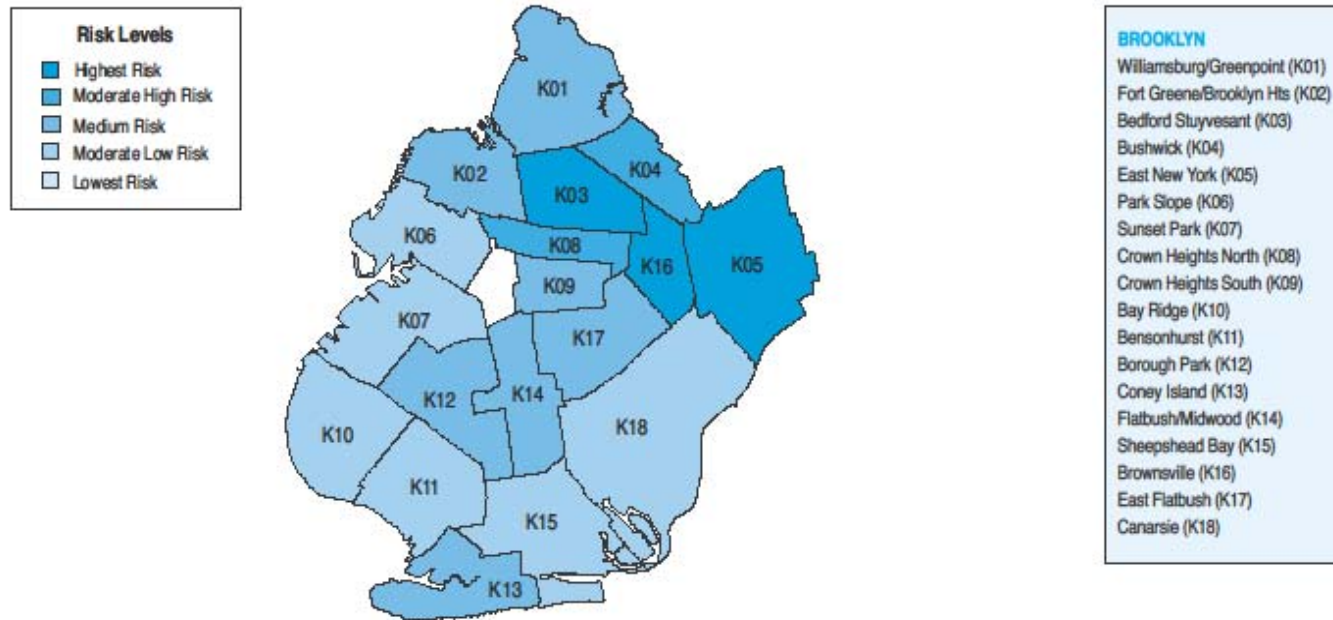 Risk Levels
Highest Risk
Moderate High Risk
Medium Risk
Moderate Low Risk
Lowest Risk
K01
K02
K03
K04
K05
K06
K07
K08
K09
K10
K11
K12
K13
K14
K15
K16
K17
K18
BROOKLYN
Williamsburg/Greenpoint (K01)
Fort Greene/Brooklyn Hts (K02)
Bedford Stuyvesant (K03)
Bushwick (K04)
East New York (K05)
Park Slope (K06)
Sunset Park (K07)
Crown Heights North (K08)
Crown Heights South (K09)
Bay Ridge (K10)
Bensonhurst (K11)
Borough Park (K12)
Coney Island (K13)
Flatbush/Midwood (K14)
Sheepshead Bay (K15)
Brownsville (K16)
East Flatbush (K17)
Canarsie (K18)